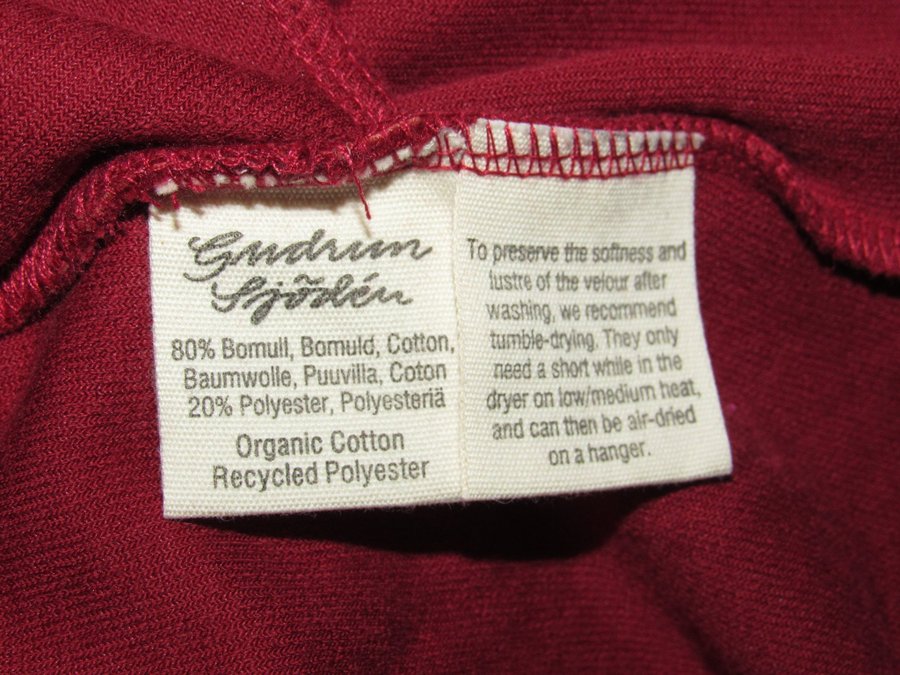 Gudrun
Sjödén
80% Bomull, Bomuld, Cotton,
Baumwolle, Puuvilla, Coton
20% Polyester, Polyesteriä
Organic Cotton
Recycled Polyester
To preserve the softness and
lustre of the velour after
washing, we recommend
tumble-drying. They only
need a short while in the
dryer on low/medium heat,
and can then be air-dried
on a hanger.